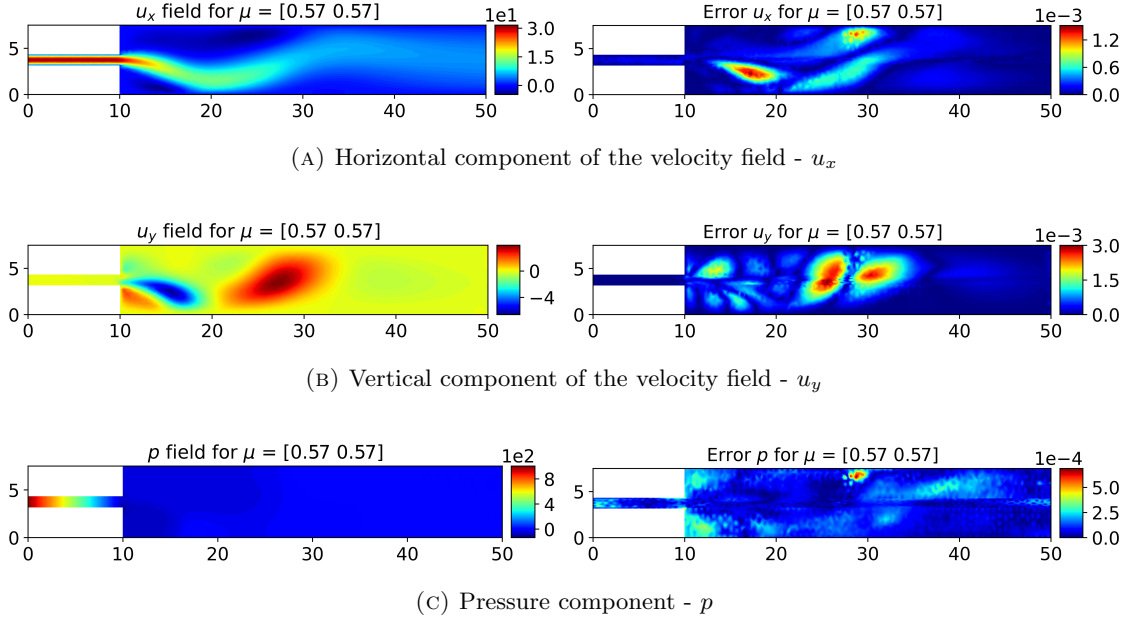 u_x field for μ = [0.57 0.57]
1e1
5
0
0 10 20 30 40 50
3.0
1.5
0.0
Error u_x for μ = [0.57 0.57]
1e−3
5
0
0 10 20 30 40 50
1.2
0.6
0.0
(A) Horizontal component of the velocity field - u_x
u_y field for μ = [0.57 0.57]
5
0
0 10 20 30 40 50
0
−4
Error u_y for μ = [0.57 0.57]
1e−3
5
0
0 10 20 30 40 50
3.0
1.5
0.0
(B) Vertical component of the velocity field - u_y
p field for μ = [0.57 0.57]
1e2
5
0
0 10 20 30 40 50
8
4
0
Error p for μ = [0.57 0.57]
1e−4
5
0
0 10 20 30 40 50
5.0
2.5
0.0
(C) Pressure component - p